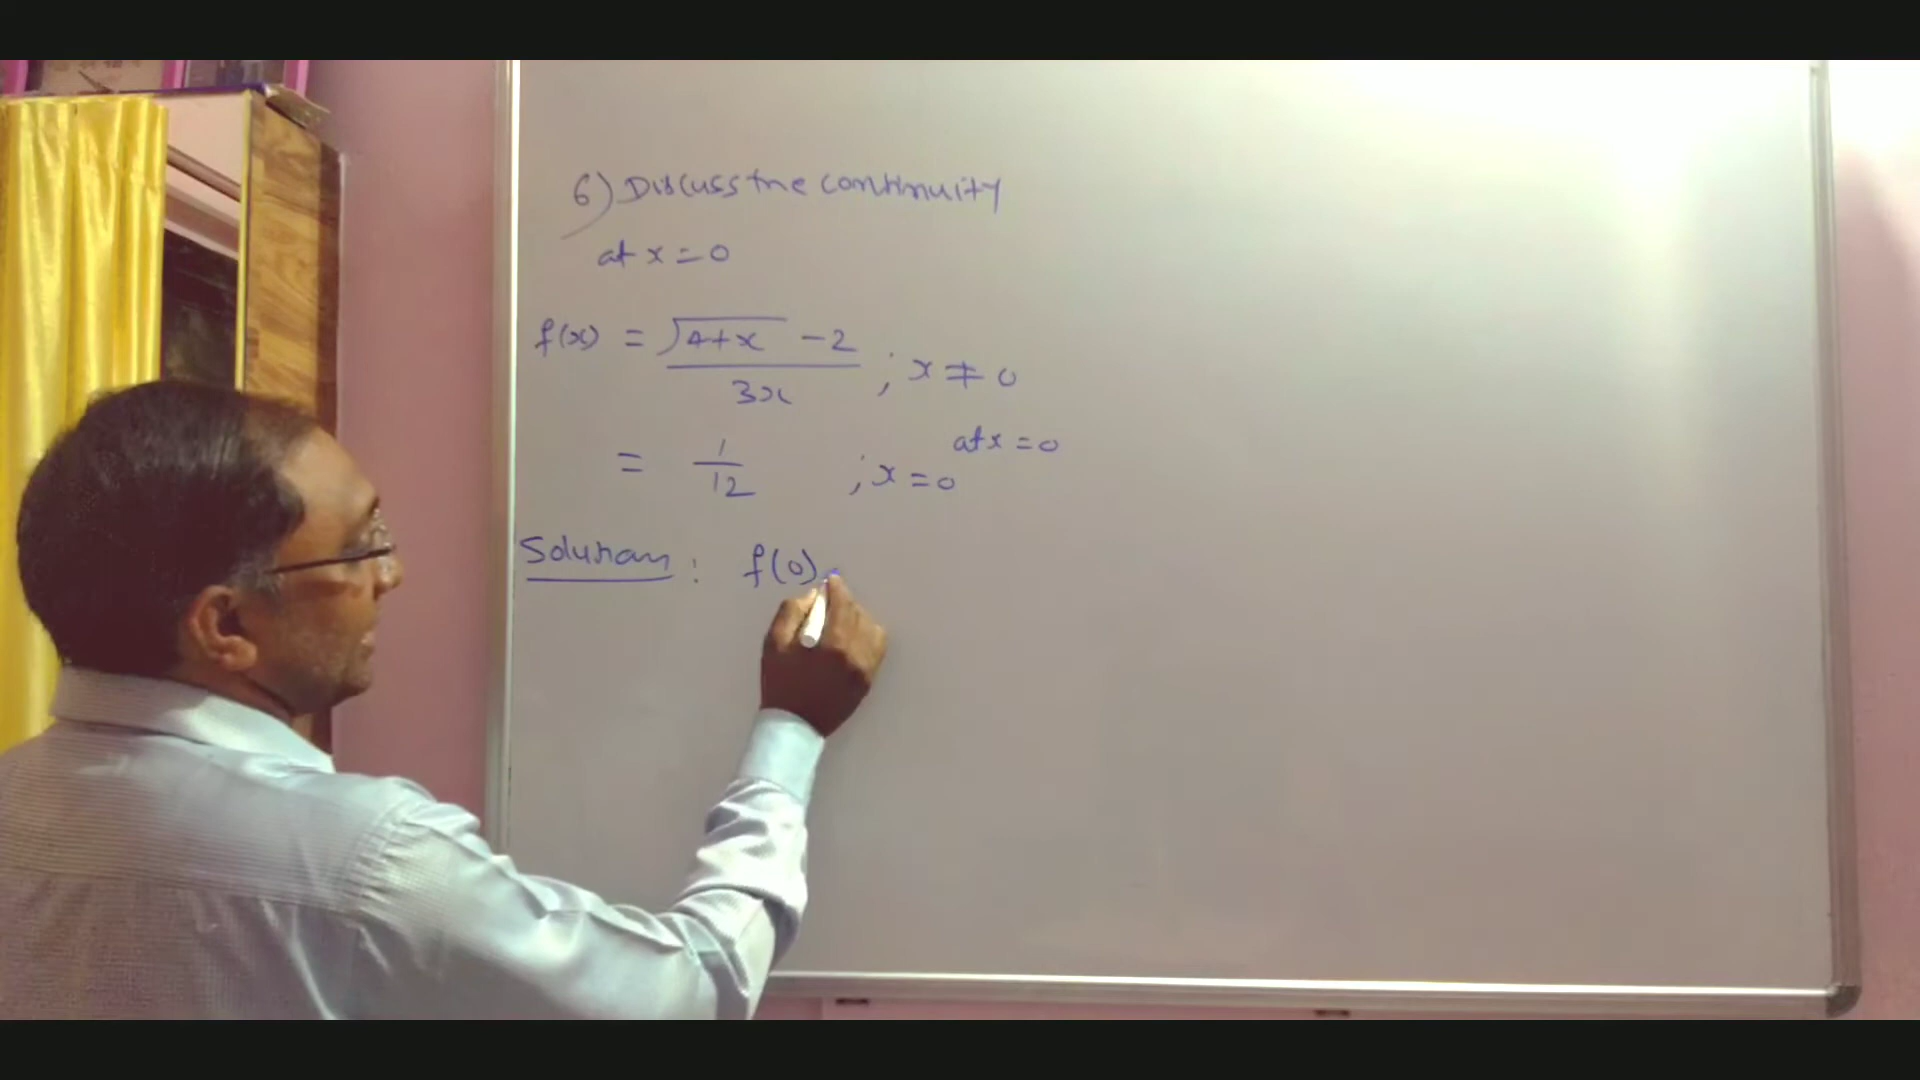 6) Discuss the continuity
at x = 0
f(x) = √4+x - 2 / 3x ; x ≠ 0
at x = 0
= 1/12 ; x = 0
Solution : f(0)